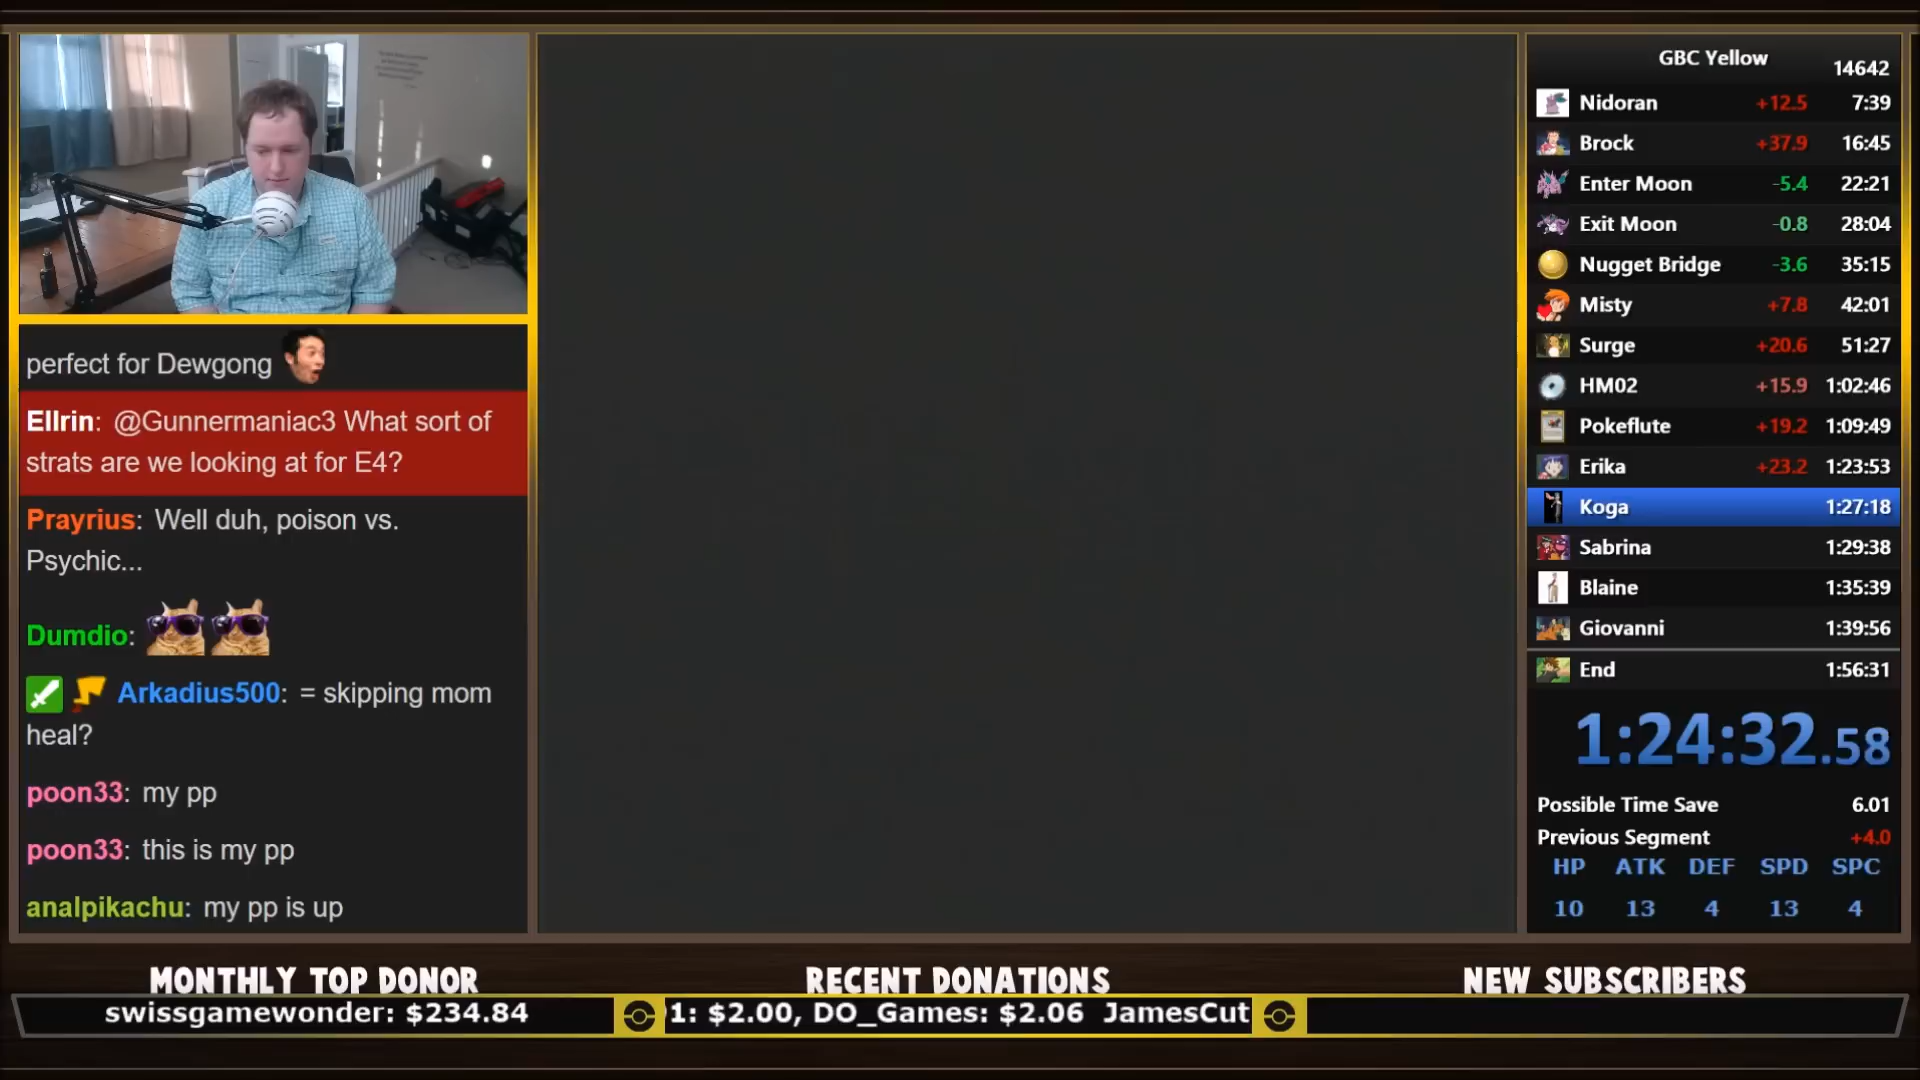 perfect for Dewgong
Ellrin: @Gunnermaniac3 What sort of
strats are we looking at for E4?
Prayrius: Well duh, poison vs.
Psychic...
Dumdio:
Arkadius500: = skipping mom
heal?
poon33: my pp
poon33: this is my pp
analpikachu: my pp is up
GBC Yellow 14642
Nidoran +12.5 7:39
Brock +37.9 16:45
Enter Moon -5.4 22:21
Exit Moon -0.8 28:04
Nugget Bridge -3.6 35:15
Misty +7.8 42:01
Surge +20.6 51:27
HM02 +15.9 1:02:46
Pokeflute +19.2 1:09:49
Erika +23.2 1:23:53
Koga 1:27:18
Sabrina 1:29:38
Blaine 1:35:39
Giovanni 1:39:56
End 1:56:31
1:24:32.58
Possible Time Save 6.01
Previous Segment +4.0
HP ATK DEF SPD SPC
10 13 4 13 4
MONTHLY TOP DONOR
swissgamewonder: $234.84
RECENT DONATIONS
1: $2.00, DO_Games: $2.06 JamesCut
NEW SUBSCRIBERS